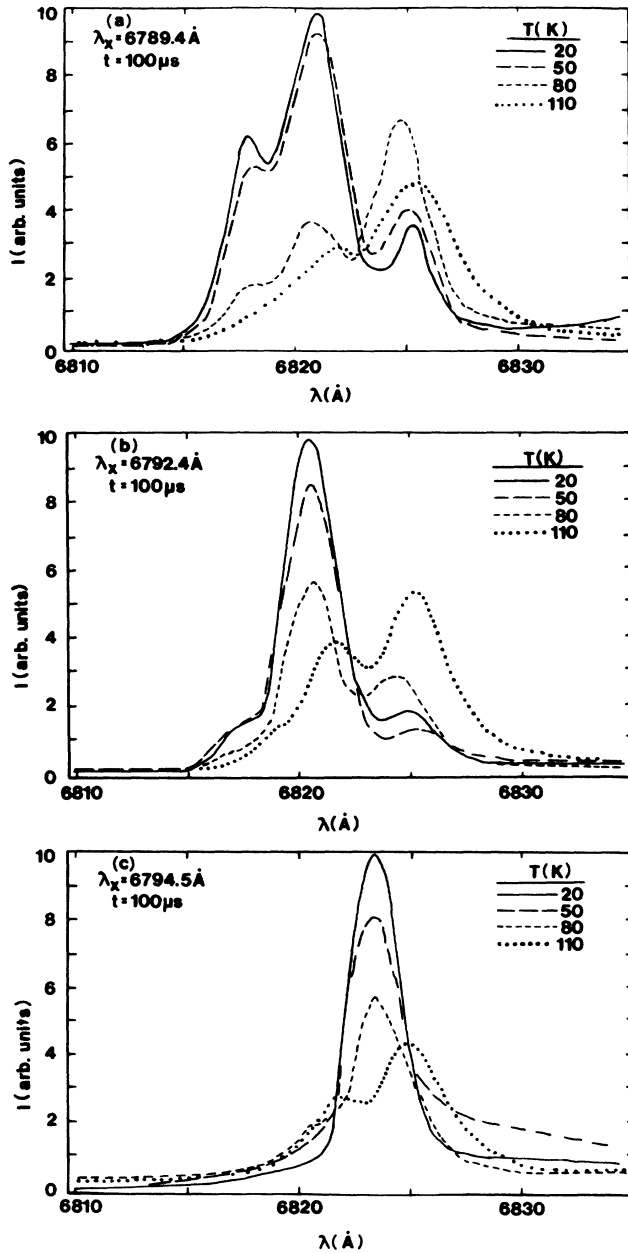 (a)
λx=6789.4Å
t=100μs
T(K)
20
50
80
110
10
8
6
4
2
0
I (arb. units)
6810
6820
6830
λ(Å)
(b)
λx=6792.4Å
t=100μs
T(K)
20
50
80
110
10
8
6
4
2
0
I (arb. units)
6810
6820
6830
λ(Å)
(c)
λx=6794.5Å
t=100μs
T(K)
20
50
80
110
10
8
6
4
2
0
I (arb. units)
6810
6820
6830
λ(Å)